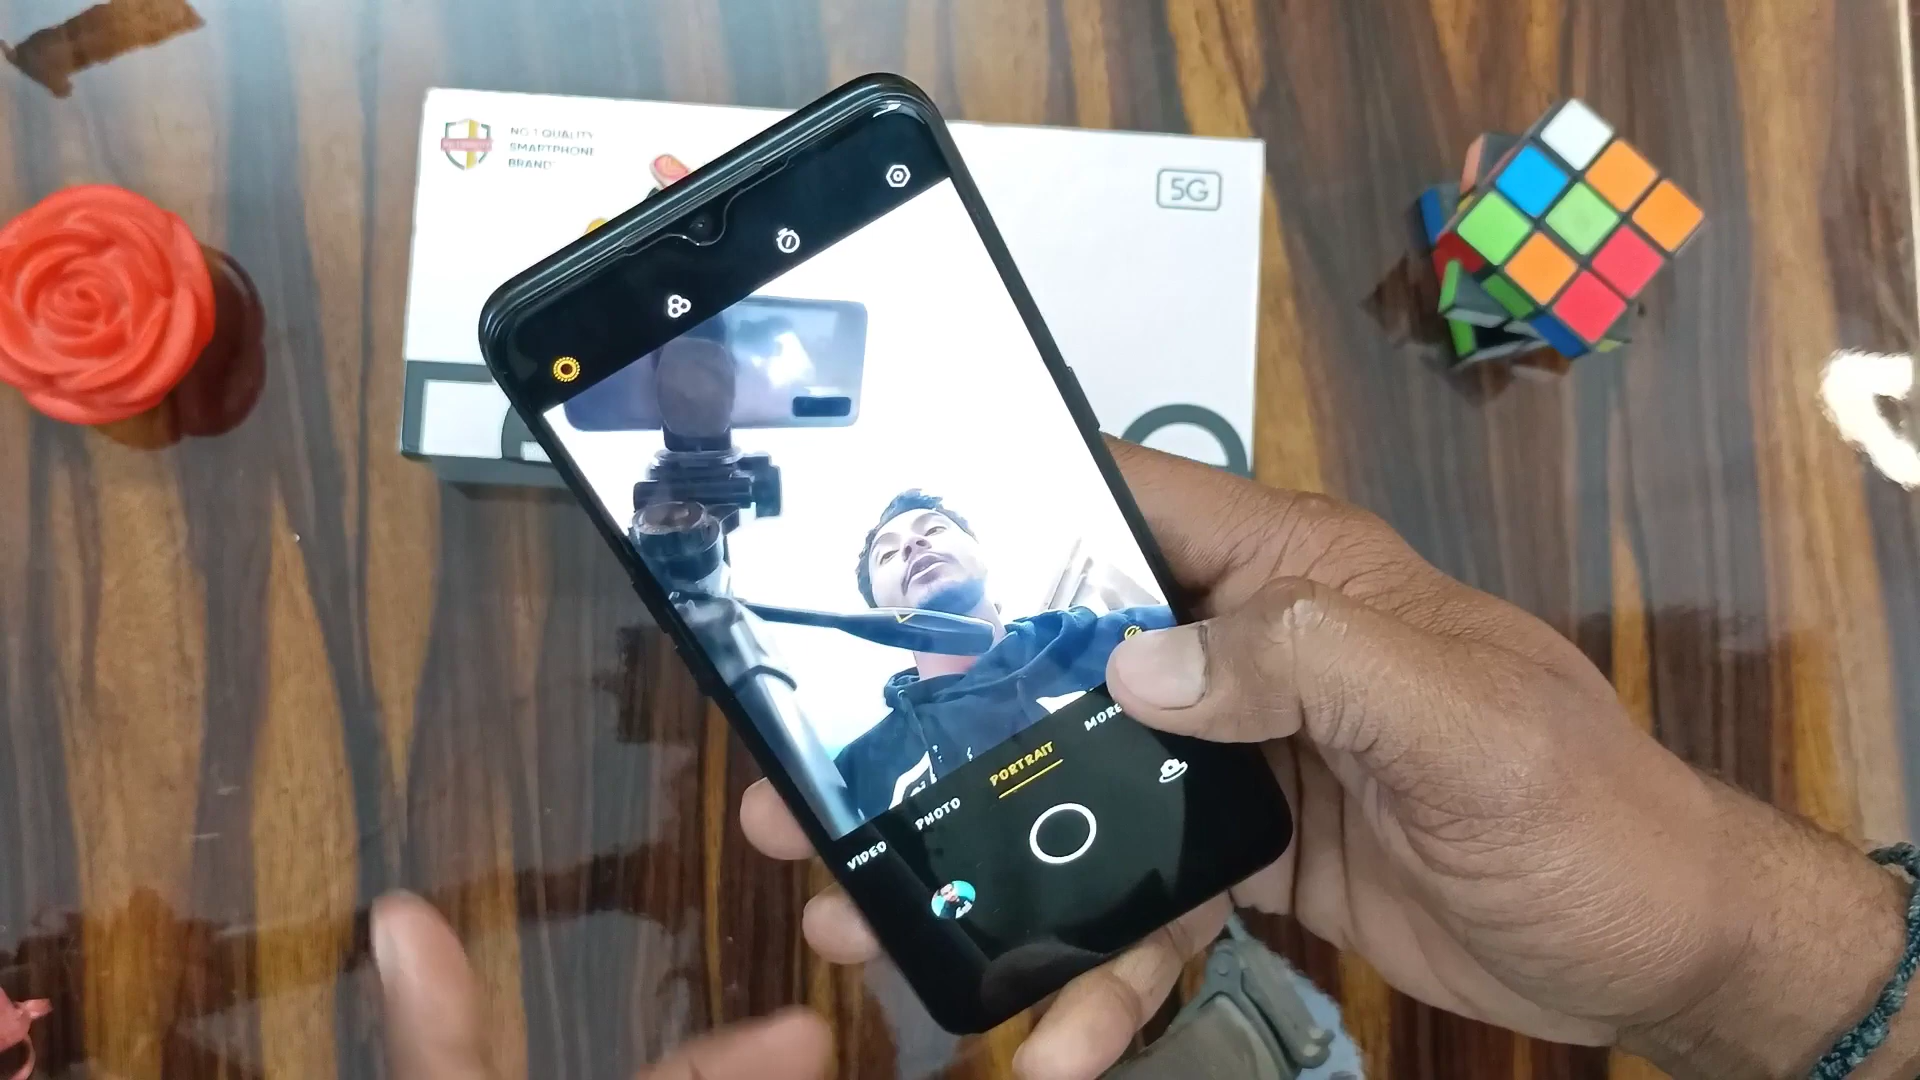 NO.1 QUALITY
SMARTPHONE
BRAND
5G
MORE
PORTRAIT
PHOTO
VIDEO